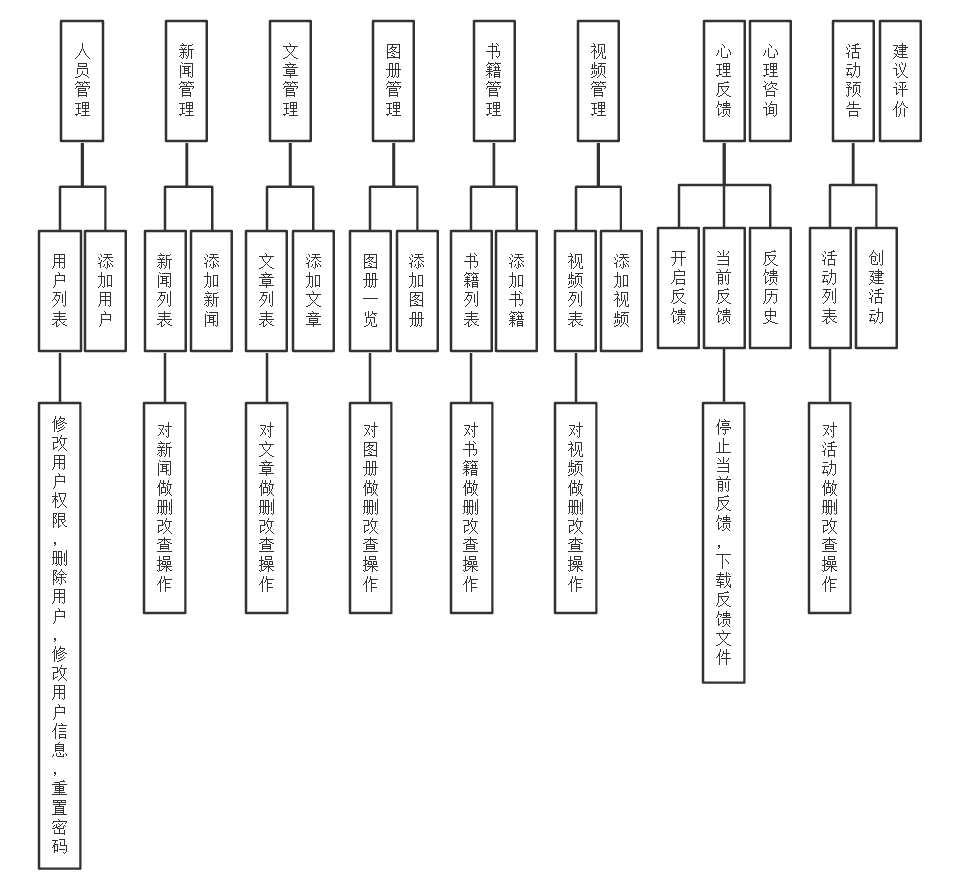 人员管理
新闻管理
文章管理
图册管理
书籍管理
视频管理
心理反馈
心理咨询
活动预告
建议评价
用户列表
添加用户
新闻列表
添加新闻
文章列表
添加文章
图册一览
添加图册
书籍列表
添加书籍
视频列表
添加视频
开启反馈
当前反馈
反馈历史
活动列表
创建活动
修改用户权限,删除用户,修改用户信息,重置密码
对新闻做删改查操作
对文章做删改查操作
对图册做删改查操作
对书籍做删改查操作
对视频做删改查操作
停止当前反馈,下载反馈文件
对活动做删改查操作